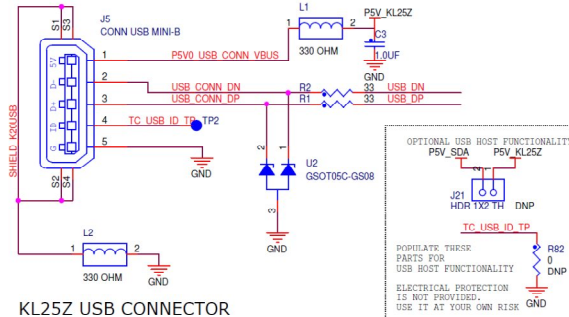 J5
CONN USB MINI-B
L1
P5V_KL25Z
1
2
330 OHM
C3
1.0UF
GND
S1
S3
5V
D-
D+
ID
G
S2
S4
SHIELD_K20USB
1
P5V0_USB_CONN_VBUS
2
USB_CONN_DN
R2
33
USB_DN
3
USB_CONN_DP
R1
33
USB_DP
4
TC_USB_ID_TP
TP2
5
GND
2
1
U2
GSOT05C-GS08
3
GND
L2
1
2
330 OHM
GND
OPTIONAL USB HOST FUNCTIONALITY
P5V_SDA
P5V_KL25Z
2
1
J21
HDR 1X2 TH
DNP
TC_USB_ID_TP
R82
0
DNP
GND
POPULATE THESE
PARTS FOR
USB HOST FUNCTIONALITY
ELECTRICAL PROTECTION
IS NOT PROVIDED.
USE IT AT YOUR OWN RISK
KL25Z USB CONNECTOR